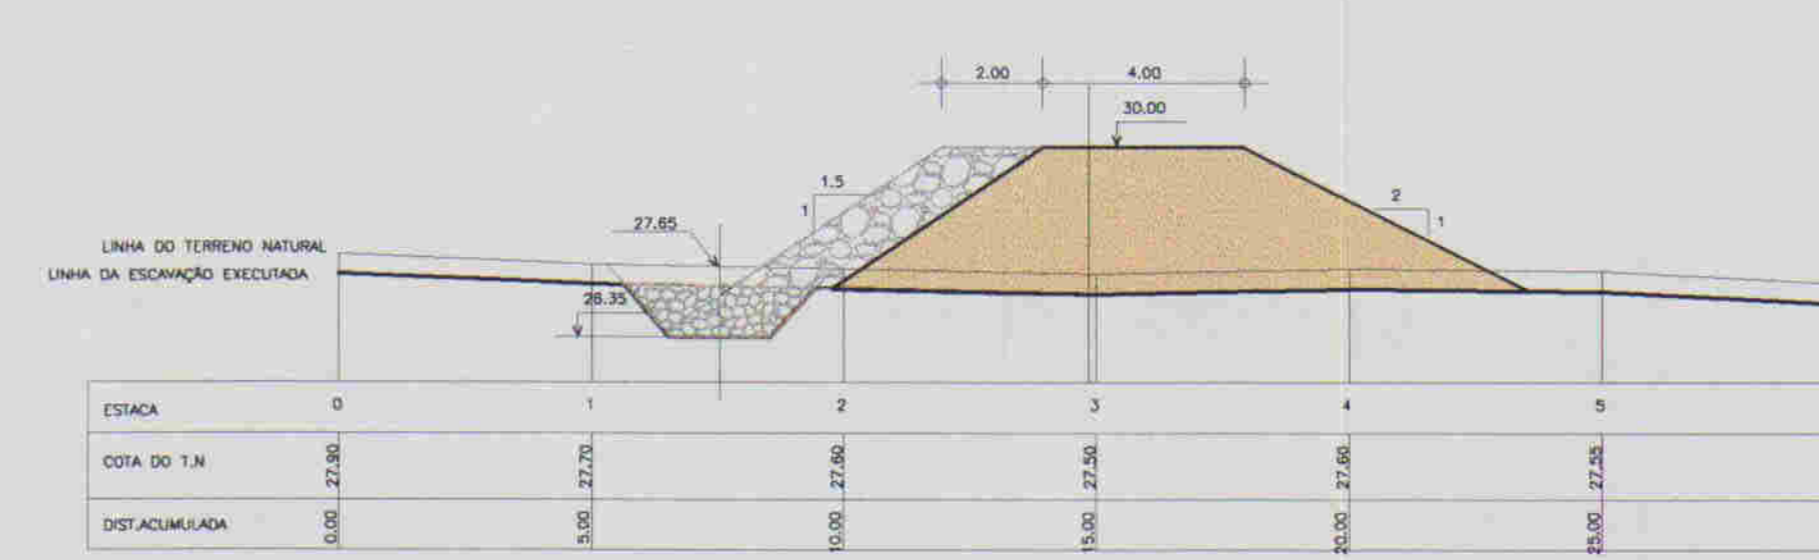 2.00 4.00
30.00
1.5
1
2
1
27.65
LINHA DO TERRENO NATURAL
LINHA DA ESCAVAÇÃO EXECUTADA
26.35
ESTACA 0 1 2 3 4 5
COTA DO T.N 27.90 27.70 27.60 27.50 27.60 27.55
DIST.ACUMULADA 0.00 5.00 10.00 15.00 20.00 25.00